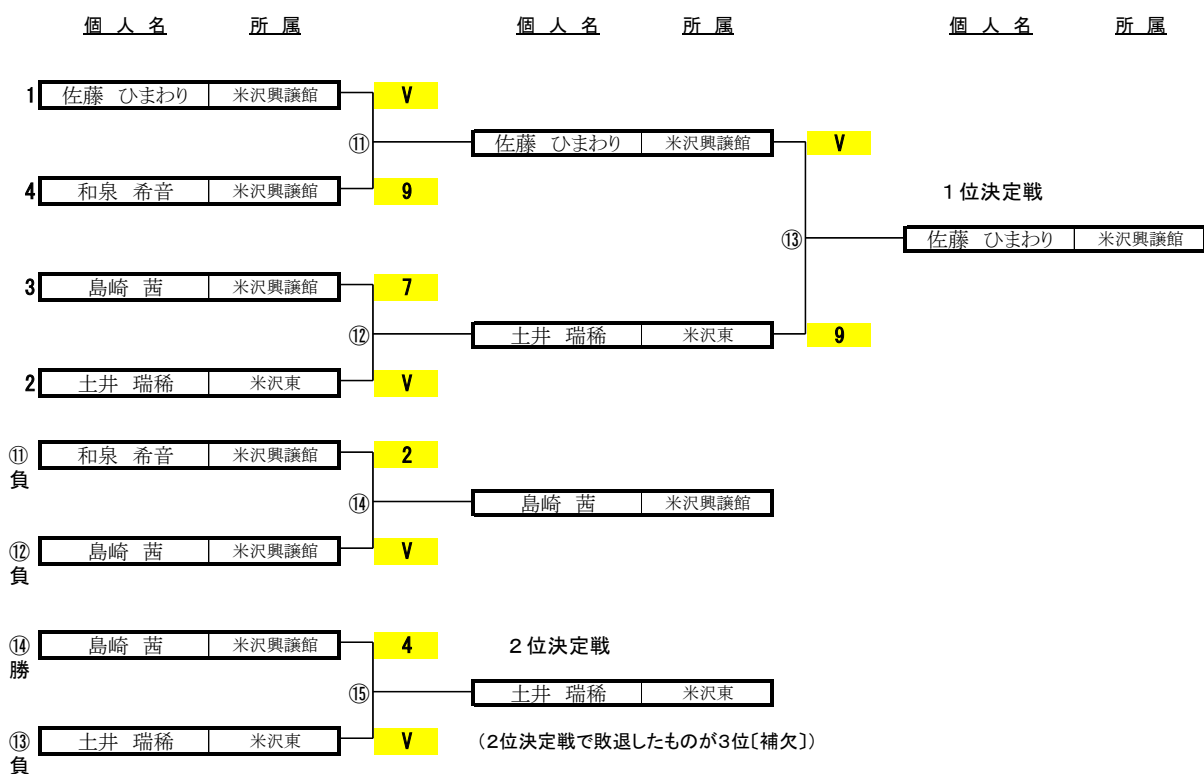 個 人 名 所 属 個 人 名 所 属 個 人 名 所 属
1 佐藤 ひまわり 米沢興譲館 V
⑪ 佐藤 ひまわり 米沢興譲館 V
4 和泉 希音 米沢興譲館 9
1位決定戦
⑬ 佐藤 ひまわり 米沢興譲館
3 島崎 茜 米沢興譲館 7
⑫ 土井 瑞稀 米沢東 9
2 土井 瑞稀 米沢東 V
⑪負 和泉 希音 米沢興譲館 2
⑭ 島崎 茜 米沢興譲館
⑫負 島崎 茜 米沢興譲館 V
⑭勝 島崎 茜 米沢興譲館 4
2位決定戦
⑮ 土井 瑞稀 米沢東
⑬負 土井 瑞稀 米沢東 V
(2位決定戦で敗退したものが3位〔補欠〕)